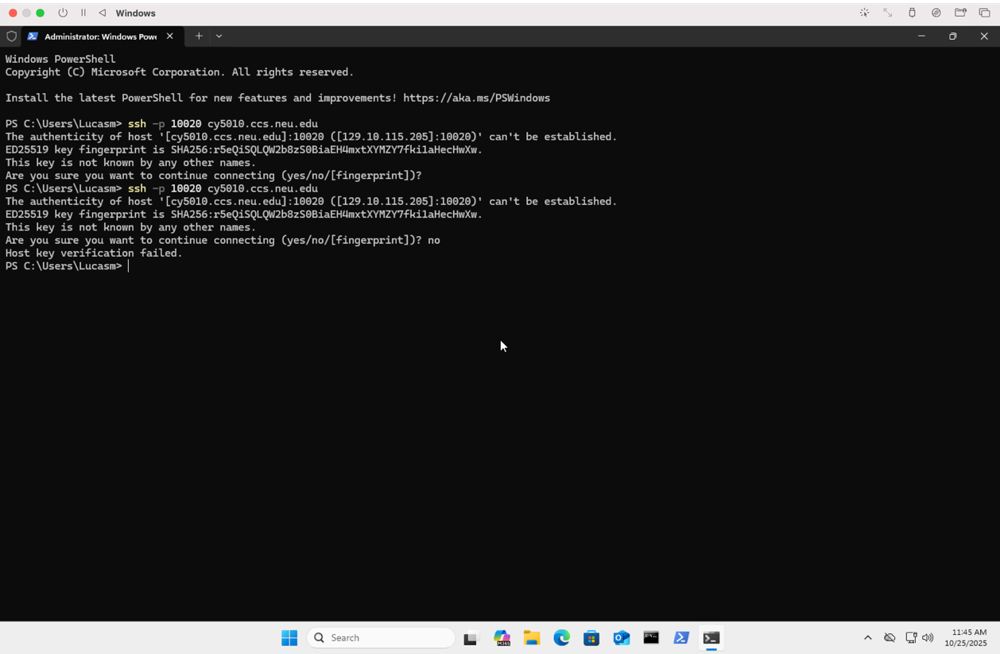 Windows
Administrator: Windows Powe
Windows PowerShell
Copyright (C) Microsoft Corporation. All rights reserved.
Install the latest PowerShell for new features and improvements! https://aka.ms/PSWindows
PS C:\Users\Lucasm> ssh -p 10020 cy5010.ccs.neu.edu
The authenticity of host '[cy5010.ccs.neu.edu]:10020 ([129.10.115.205]:10020)' can't be established.
ED25519 key fingerprint is SHA256:r5eQiSQLQW2b8zS0BiaEH4mxtXYMZY7fki1aHecHwXw.
This key is not known by any other names.
Are you sure you want to continue connecting (yes/no/[fingerprint])?
PS C:\Users\Lucasm> ssh -p 10020 cy5010.ccs.neu.edu
The authenticity of host '[cy5010.ccs.neu.edu]:10020 ([129.10.115.205]:10020)' can't be established.
ED25519 key fingerprint is SHA256:r5eQiSQLQW2b8zS0BiaEH4mxtXYMZY7fki1aHecHwXw.
This key is not known by any other names.
Are you sure you want to continue connecting (yes/no/[fingerprint])? no
Host key verification failed.
PS C:\Users\Lucasm>
Search
M365
11:45 AM
10/25/2025